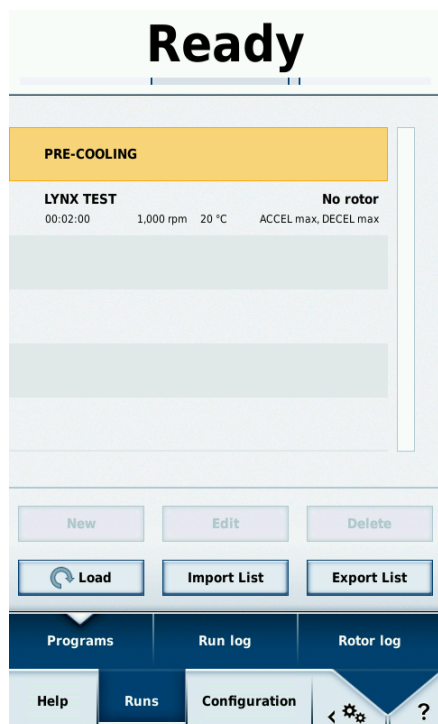 Ready
PRE-COOLING
LYNX TEST No rotor
00:02:00 1,000 rpm 20 °C ACCEL max, DECEL max
New Edit Delete
Load Import List Export List
Programs Run log Rotor log
Help Runs Configuration < ?